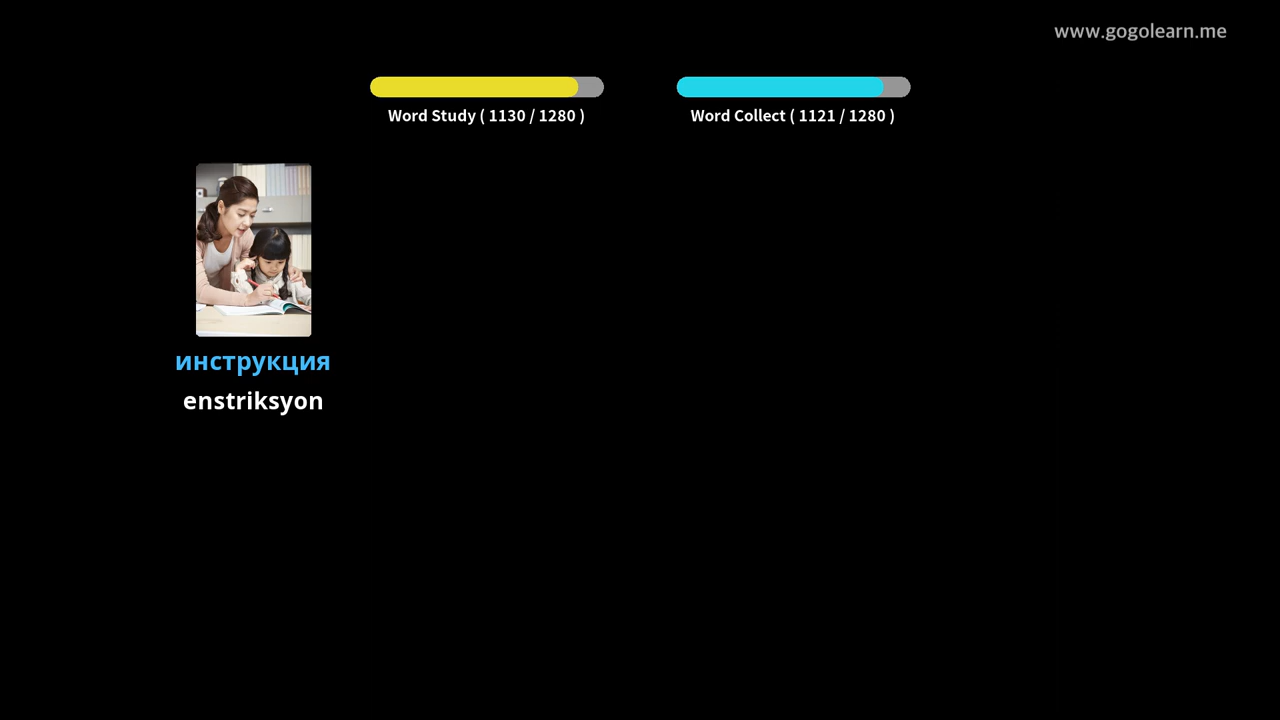 www.gogolearn.me
Word Study ( 1130 / 1280 )
Word Collect ( 1121 / 1280 )
инструкция
enstriksyon